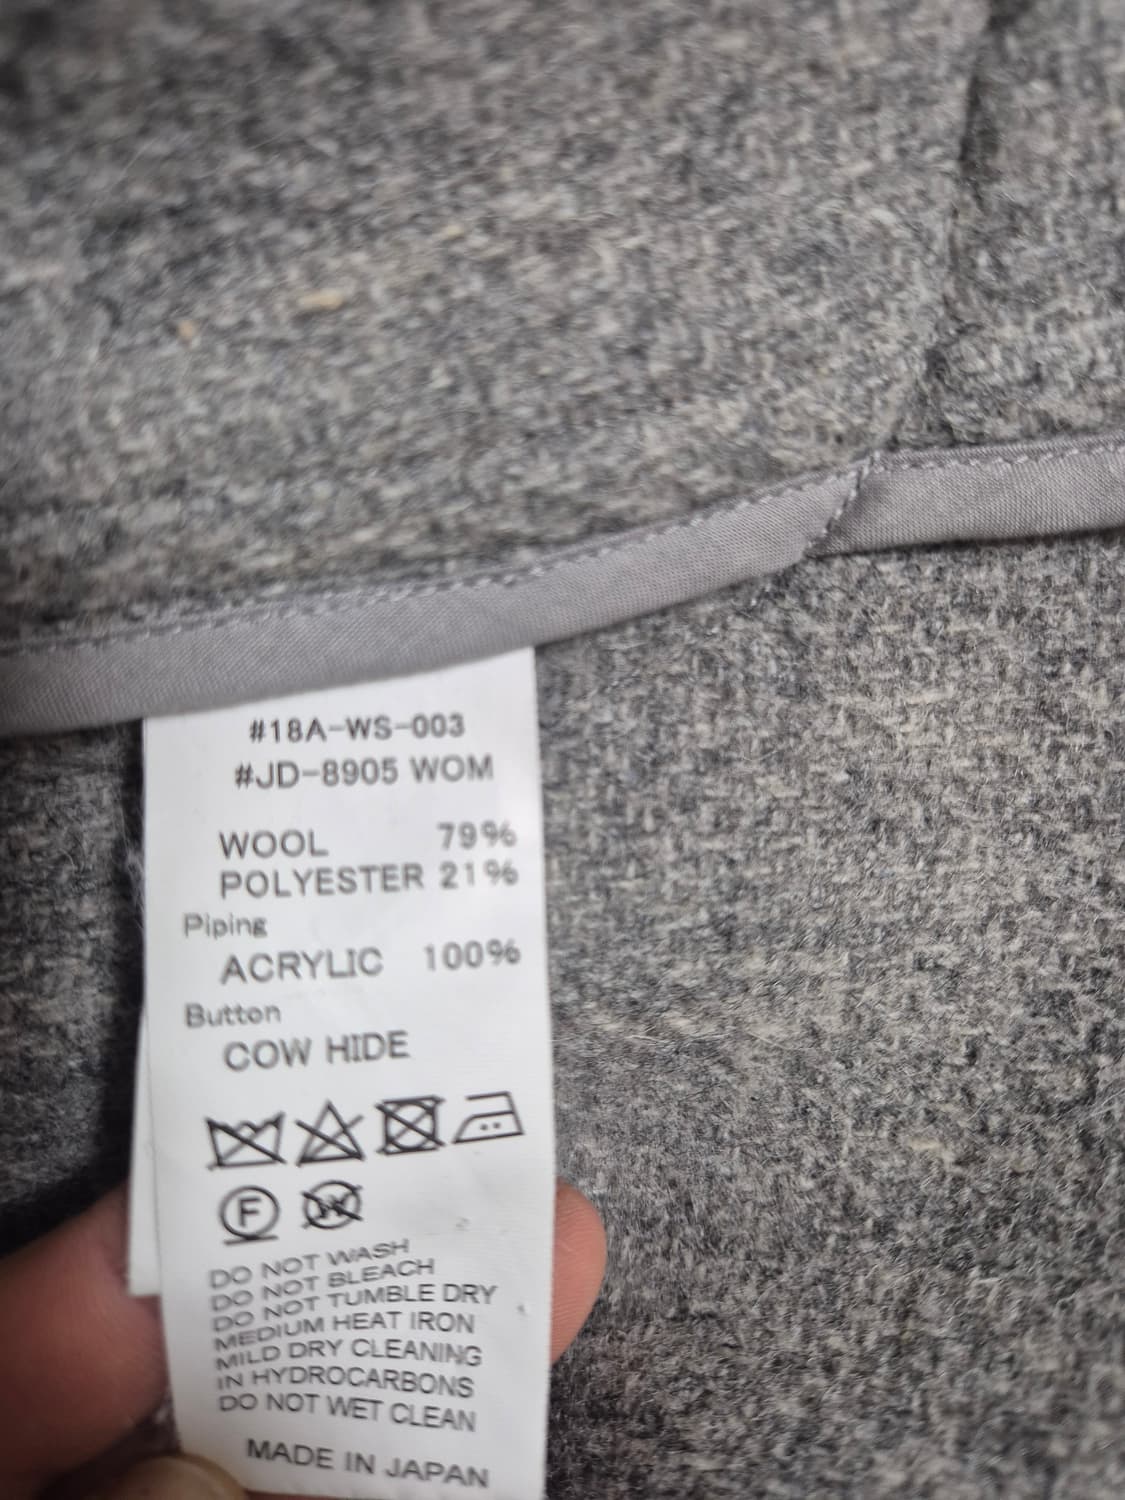 #18A-WS-003
#JD-8905 WOM
WOOL 79%
POLYESTER 21%
Piping
ACRYLIC 100%
Button
COW HIDE
F
W
DO NOT WASH
DO NOT BLEACH
DO NOT TUMBLE DRY
MEDIUM HEAT IRON
MILD DRY CLEANING
IN HYDROCARBONS
DO NOT WET CLEAN
MADE IN JAPAN